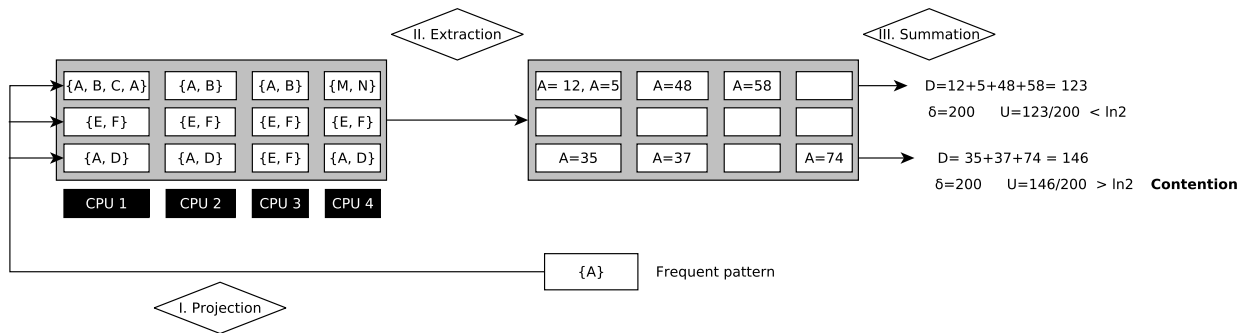 II. Extraction
III. Summation
{A, B, C, A} {A, B} {A, B} {M, N}
A= 12, A=5 A=48 A=58
D=12+5+48+58= 123
δ=200 U=123/200 < ln2
{E, F} {E, F} {E, F} {E, F}
{A, D} {A, D} {E, F} {A, D}
A=35 A=37 A=74
D= 35+37+74 = 146
δ=200 U=146/200 > ln2 Contention
CPU 1 CPU 2 CPU 3 CPU 4
{A} Frequent pattern
I. Projection